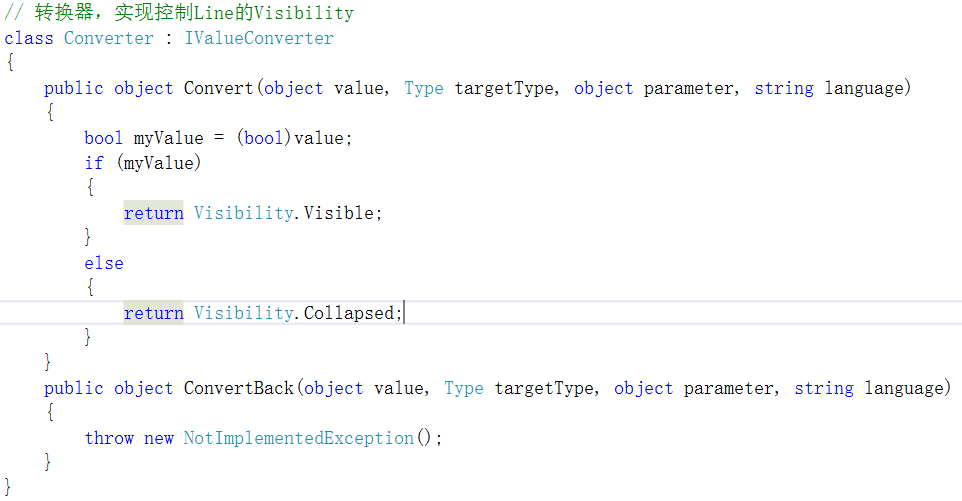 // 转换器，实现控制Line的Visibility
class Converter : IValueConverter
{
    public object Convert(object value, Type targetType, object parameter, string language)
    {
        bool myValue = (bool)value;
        if (myValue)
        {
            return Visibility.Visible;
        }
        else
        {
            return Visibility.Collapsed;
        }
    }
    public object ConvertBack(object value, Type targetType, object parameter, string language)
    {
        throw new NotImplementedException();
    }
}